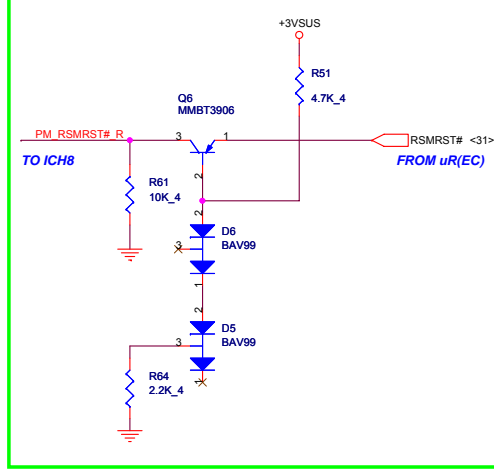 +3VSUS
R51
4.7K_4
Q6
MMBT3906
PM_RSMRST#_R
3
1
RSMRST# <31>
TO ICH8
FROM uR(EC)
2
R61
10K_4
2
D6
BAV99
3
1
2
D5
BAV99
3
R64
2.2K_4
1